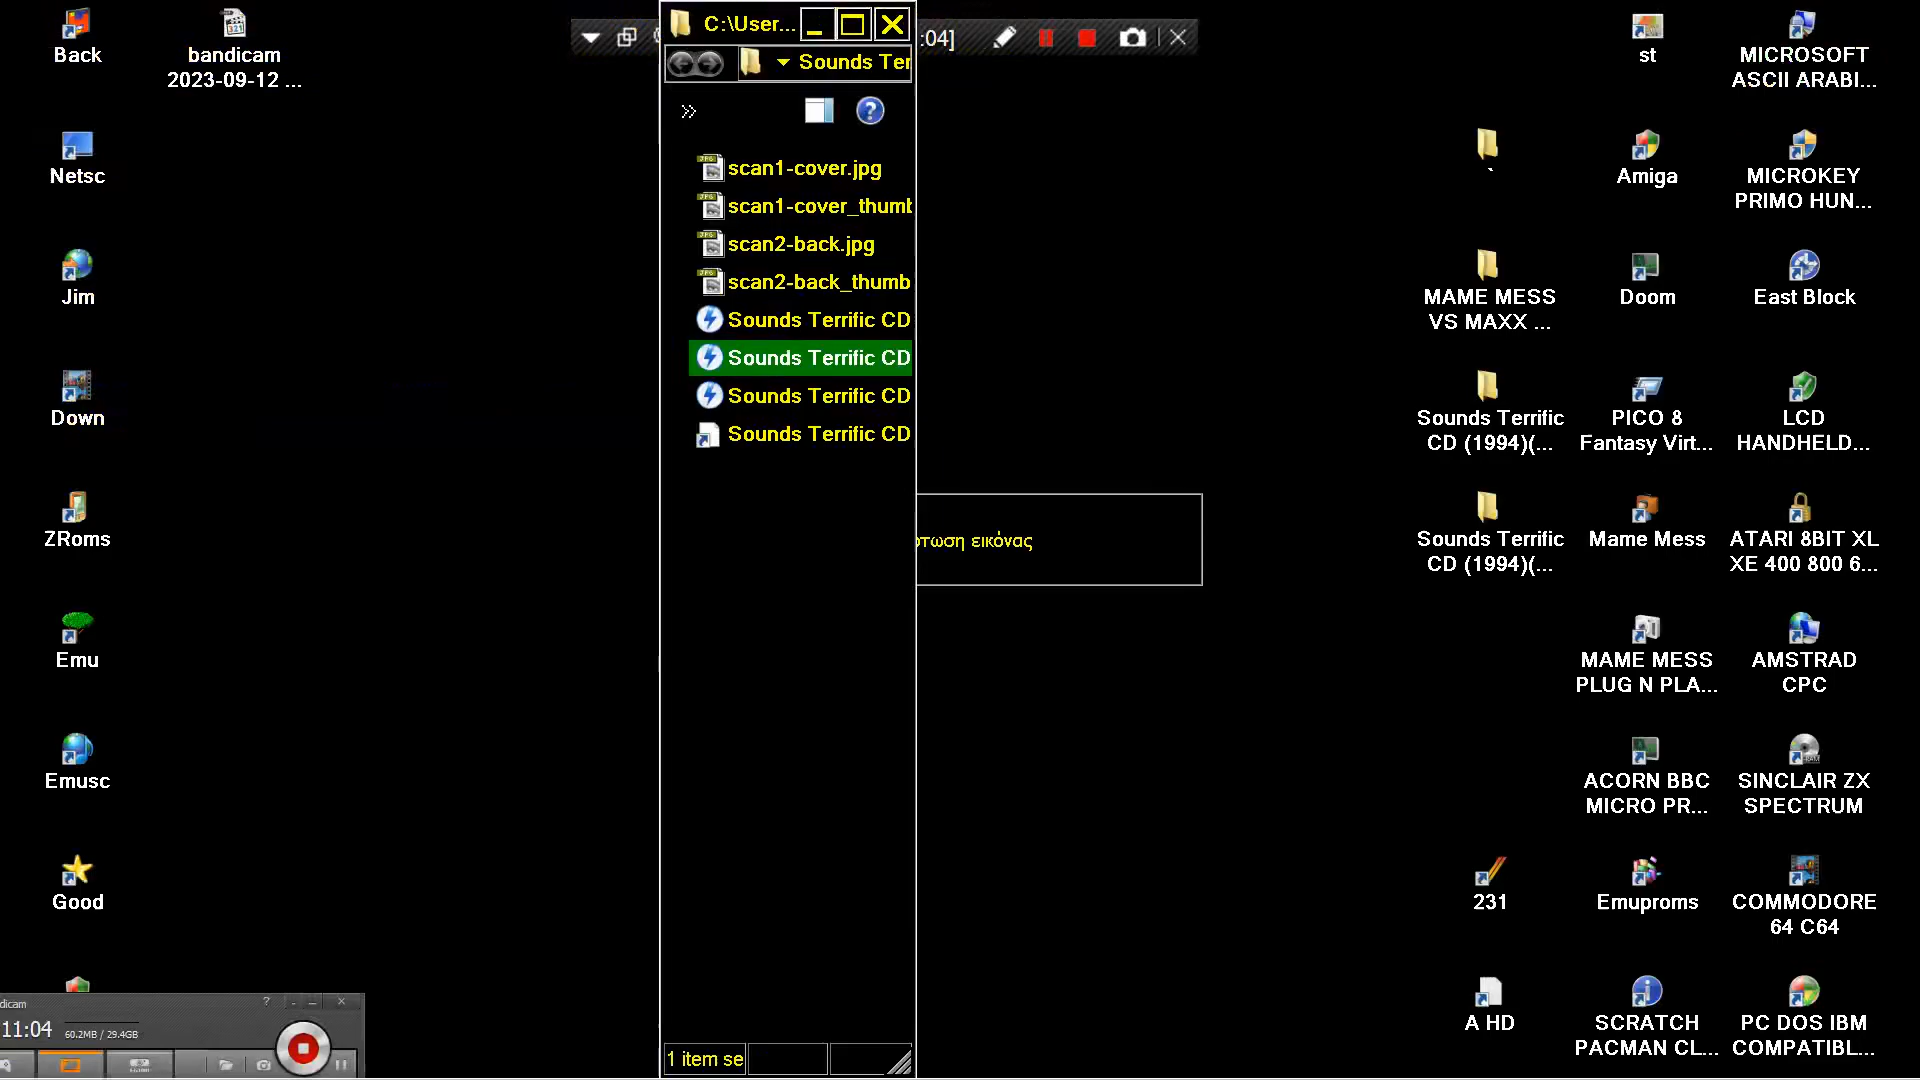 Back
bandicam
2023-09-12 ...
Netsc
Jim
Down
ZRoms
Emu
Emusc
Good
dicam
11:04
60.2MB / 29.4GB
C:\User...
:04]
Sounds Ter
scan1-cover.jpg
scan1-cover_thumb
scan2-back.jpg
scan2-back_thumb
Sounds Terrific CD
Sounds Terrific CD
Sounds Terrific CD
Sounds Terrific CD
1 item se
ότωση εικόνας
st
MICROSOFT
ASCII ARABI...
`
Amiga
MICROKEY
PRIMO HUN...
MAME MESS
VS MAXX ...
Doom
East Block
Sounds Terrific
CD (1994)(...
PICO 8
Fantasy Virt...
LCD
HANDHELD...
Sounds Terrific
CD (1994)(...
Mame Mess
ATARI 8BIT XL
XE 400 800 6...
MAME MESS
PLUG N PLA...
AMSTRAD
CPC
ACORN BBC
MICRO PR...
SINCLAIR ZX
SPECTRUM
231
Emuproms
COMMODORE
64 C64
A HD
SCRATCH
PACMAN CL...
PC DOS IBM
COMPATIBL...